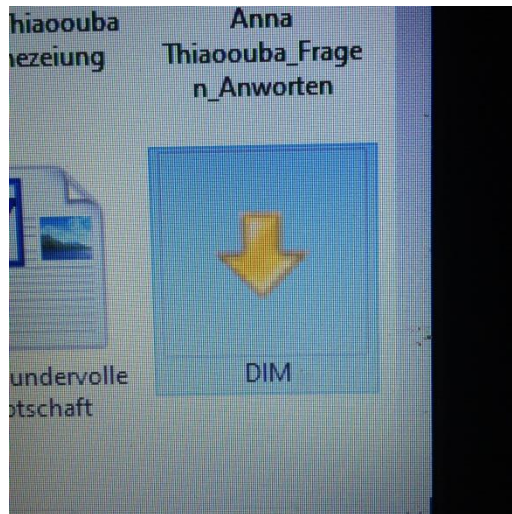 hiaoouba
nezeiung
Anna
Thiaoouba_Frage
n_Anworten
undervolle
otschaft
DIM